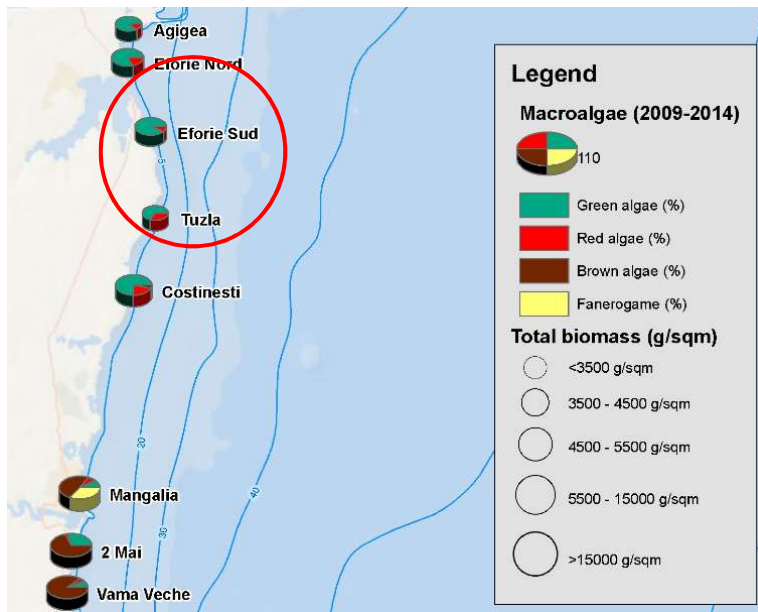 Agigea
Eforie Nord
Eforie Sud
5
Tuzla
Costinesti
20
Mangalia
40
30
2 Mai
Vama Veche
Legend
Macroalgae (2009-2014)
110
Green algae (%)
Red algae (%)
Brown algae (%)
Fanerogame (%)
Total biomass (g/sqm)
<3500 g/sqm
3500 - 4500 g/sqm
4500 - 5500 g/sqm
5500 - 15000 g/sqm
>15000 g/sqm